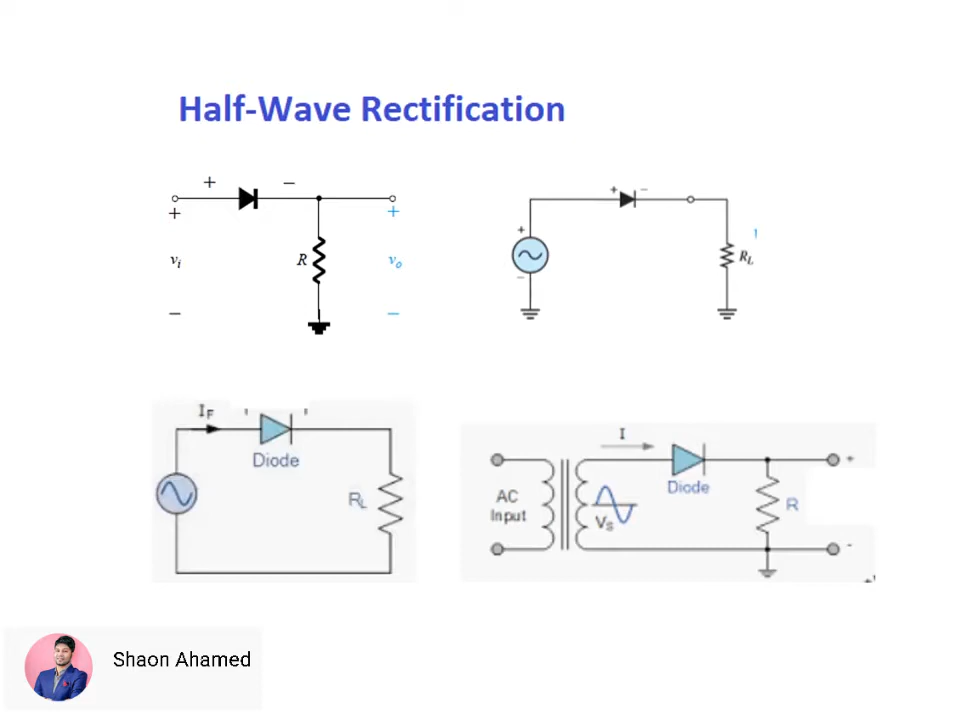 Half-Wave Rectification
+ −
+ +
vi R vo
− −
+ −
+
RL
−
IF
Diode
RL
I
AC
Input
Diode
VS
R
+
-
Shaon Ahamed